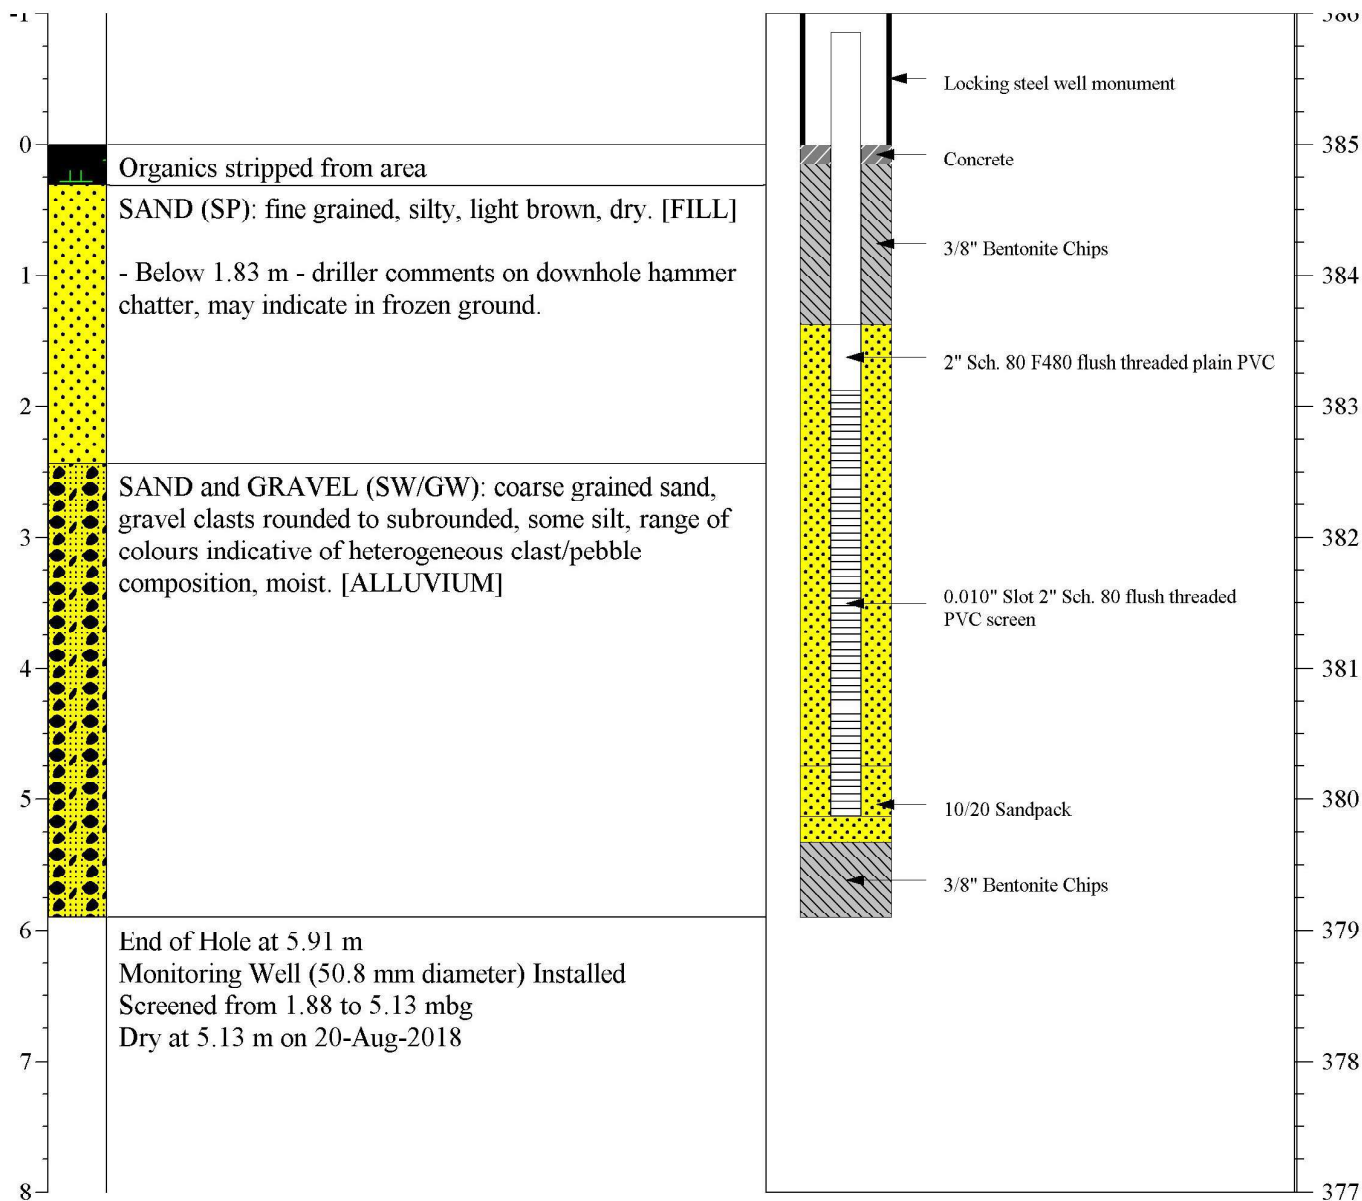 -1
0
1
2
3
4
5
6
7
8
Organics stripped from area
SAND (SP): fine grained, silty, light brown, dry. [FILL]
- Below 1.83 m - driller comments on downhole hammer
chatter, may indicate in frozen ground.
SAND and GRAVEL (SW/GW): coarse grained sand,
gravel clasts rounded to subrounded, some silt, range of
colours indicative of heterogeneous clast/pebble
composition, moist. [ALLUVIUM]
End of Hole at 5.91 m
Monitoring Well (50.8 mm diameter) Installed
Screened from 1.88 to 5.13 mbg
Dry at 5.13 m on 20-Aug-2018
Locking steel well monument
Concrete
3/8" Bentonite Chips
2" Sch. 80 F480 flush threaded plain PVC
0.010" Slot 2" Sch. 80 flush threaded
PVC screen
10/20 Sandpack
3/8" Bentonite Chips
386
385
384
383
382
381
380
379
378
377